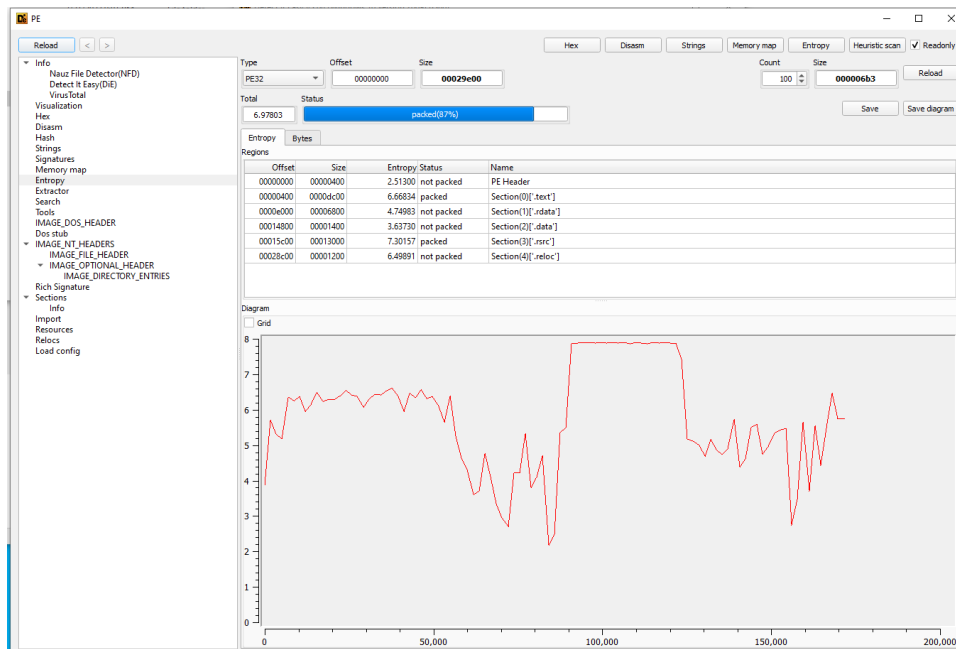 PE
Reload < > Hex Disasm Strings Memory map Entropy Heuristic scan Readonly
Info
Nauz File Detector(NFD)
Detect It Easy(DiE)
VirusTotal
Visualization
Hex
Disasm
Hash
Strings
Signatures
Memory map
Entropy
Extractor
Search
Tools
IMAGE_DOS_HEADER
Dos stub
IMAGE_NT_HEADERS
IMAGE_FILE_HEADER
IMAGE_OPTIONAL_HEADER
IMAGE_DIRECTORY_ENTRIES
Rich Signature
Sections
Info
Import
Resources
Relocs
Load config
Type Offset Size Count Size
PE32 00000000 00029e00 100 000006b3 Reload
Total Status
6.97803 packed(87%) Save Save diagram
Entropy Bytes
Regions
Offset Size Entropy Status Name
00000000 00000400 2.51300 not packed PE Header
00000400 0000dc00 6.66834 packed Section(0)['.text']
0000e000 00006800 4.74983 not packed Section(1)['.rdata']
00014800 00001400 3.63730 not packed Section(2)['.data']
00015c00 00013000 7.30157 packed Section(3)['.rsrc']
00028c00 00001200 6.49891 not packed Section(4)['.reloc']
Diagram
Grid
8
7
6
5
4
3
2
1
0
0 50,000 100,000 150,000 200,000